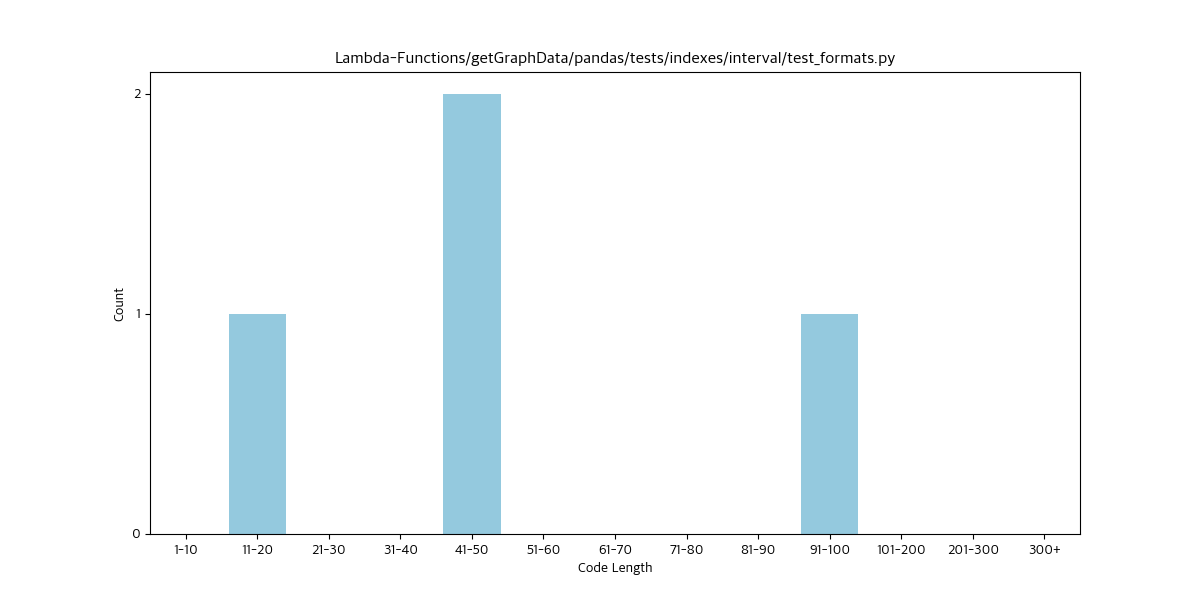 Lambda-Functions/getGraphData/pandas/tests/indexes/interval/test_formats.py
Count
2
1
0
1-10 11-20 21-30 31-40 41-50 51-60 61-70 71-80 81-90 91-100 101-200 201-300 300+
Code Length